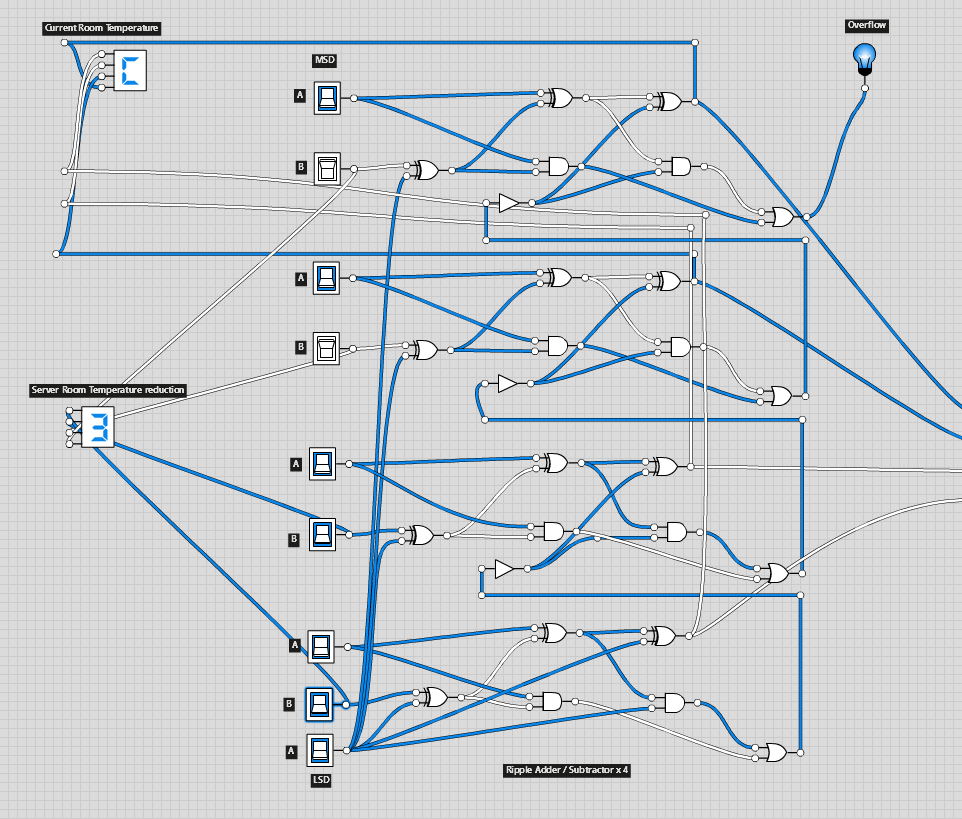 Current Room Temperature
Overflow
MSD
C
A
B
A
B
Server Room Temperature reduction
3
A
B
A
B
A
LSD
Ripple Adder / Subtractor x 4